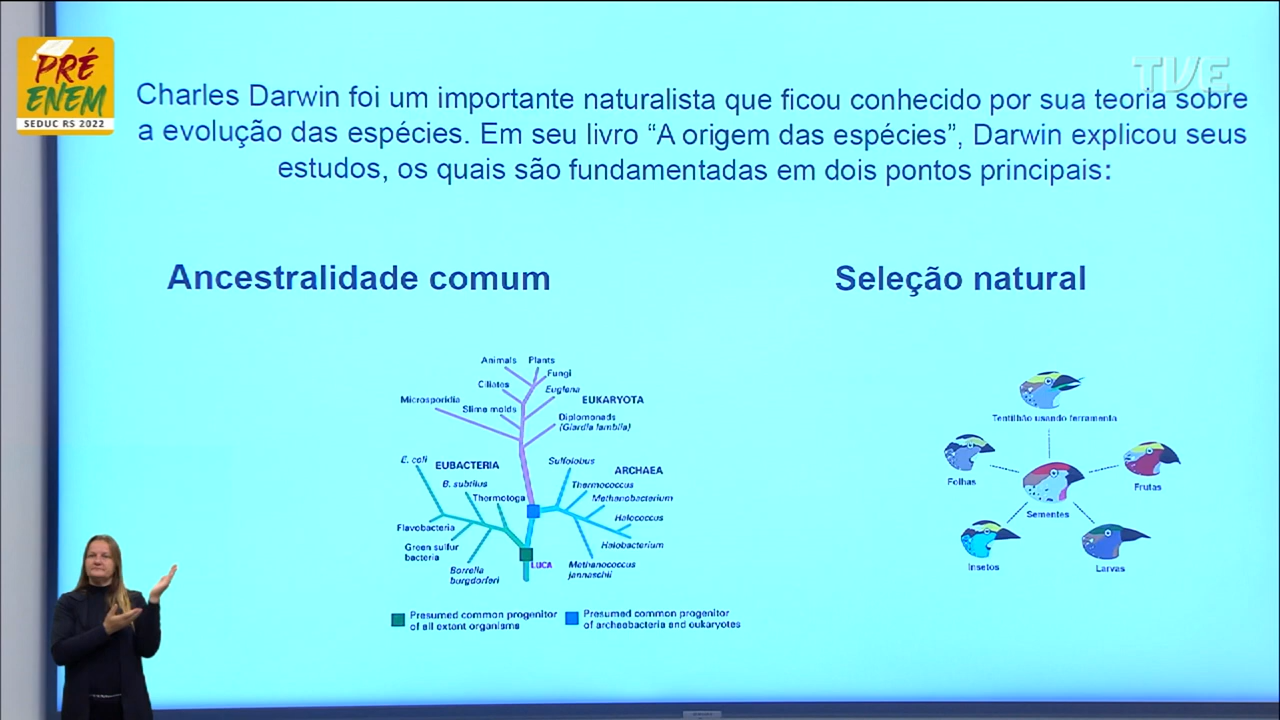 PRÉ
ENEM
SEDUC RS 2022
TVE
Charles Darwin foi um importante naturalista que ficou conhecido por sua teoria sobre
a evolução das espécies. Em seu livro “A origem das espécies”, Darwin explicou seus
estudos, os quais são fundamentadas em dois pontos principais:
Ancestralidade comum
Animals Plants
Fungi
Ciliates
Euglena
Microsporidia
EUKARYOTA
Slime molds
Diplomonads
(Giardia lamblia)
E. coli
EUBACTERIA
Sulfolobus
ARCHAEA
B. subtilus
Thermococcus
Thermotoga
Methanobacterium
Halococcus
Flavobacteria
Halobacterium
Green sulfur
bacteria
LUCA
Borrelia
burgdorferi
Methanococcus
jannaschii
Presumed common progenitor
of all extant organisms
Presumed common progenitor
of archaebacteria and eukaryotes
Seleção natural
Tentilhão usando ferramenta
Folhas
Frutas
Sementes
Insetos
Larvas